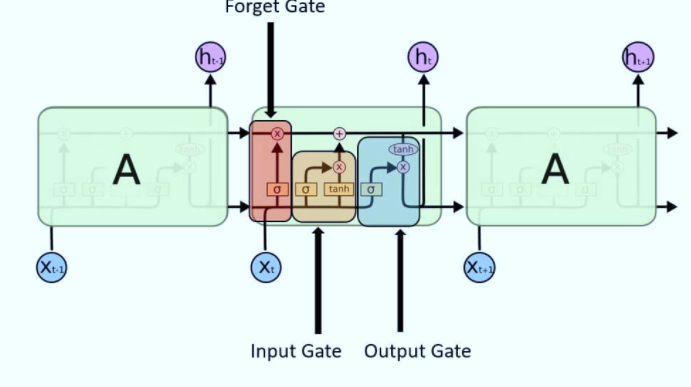 Forget Gate
ht-1
ht
ht+1
A
x
+
tanh
x
x
σ
σ
tanh
σ
A
xt-1
xt
xt+1
Input Gate
Output Gate